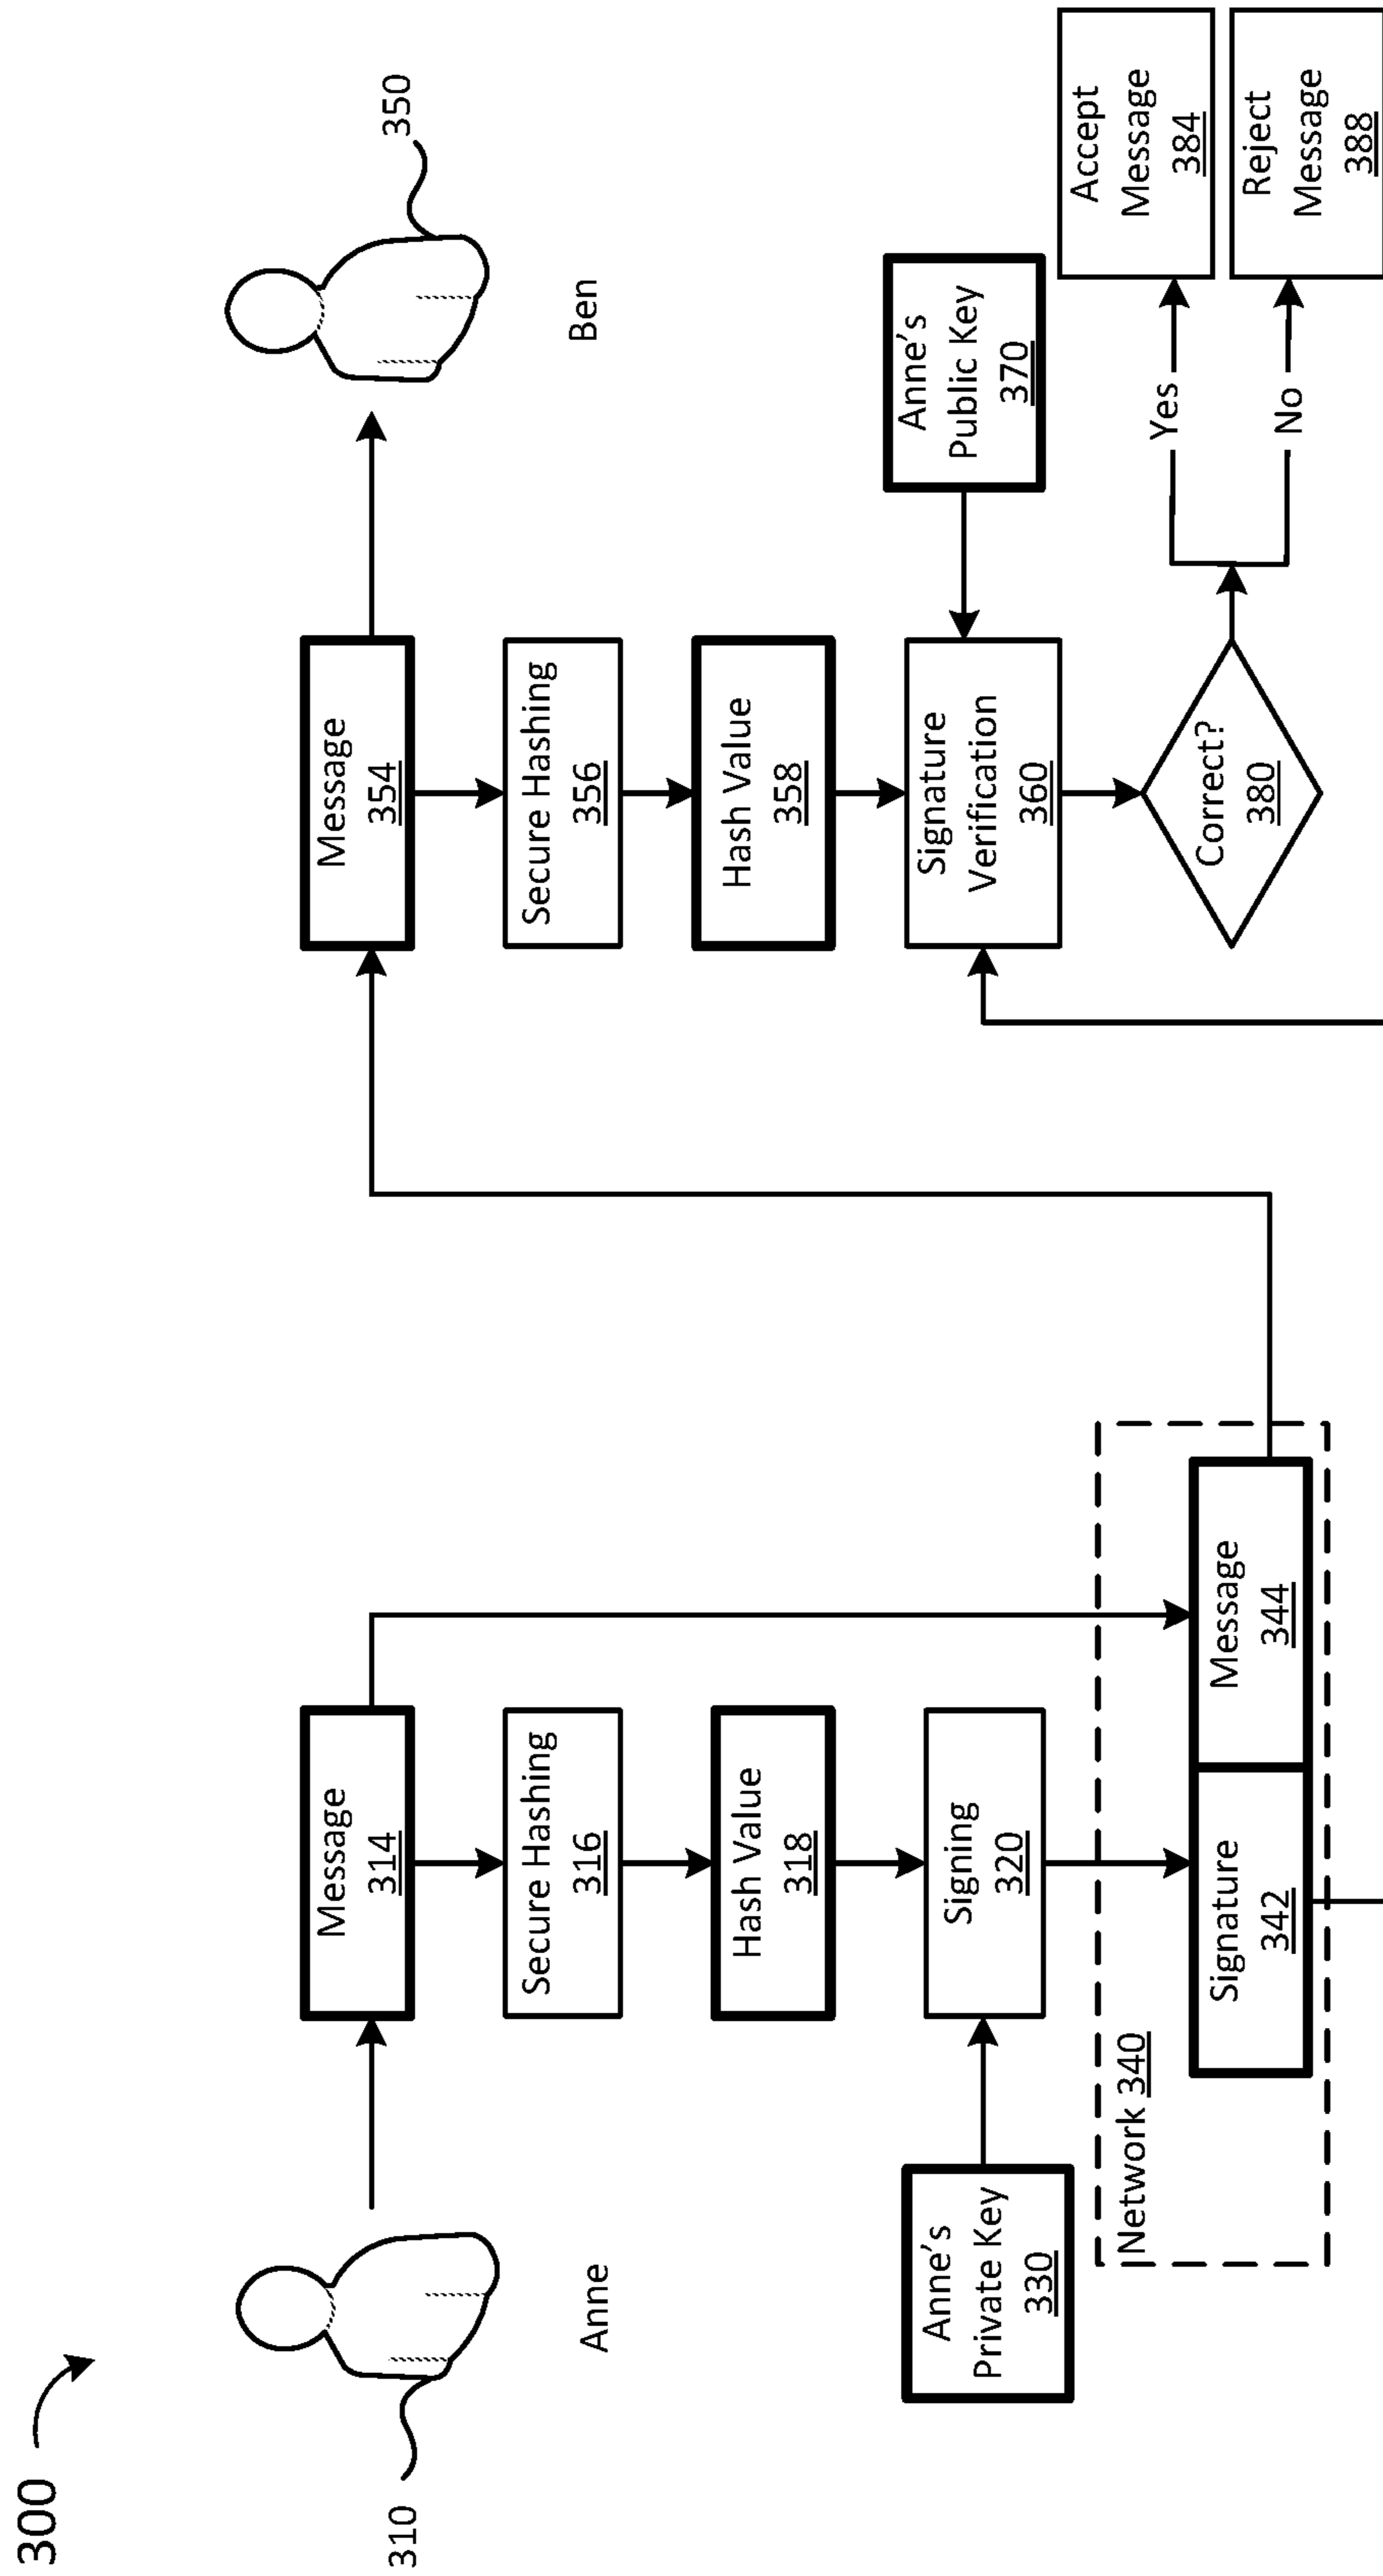 300
310
Anne
Message
314
Secure Hashing
316
Hash Value
318
Signing
320
Anne's
Private Key
330
Network 340
Signature
342
Message
344
350
Ben
Message
354
Secure Hashing
356
Hash Value
358
Signature
Verification
360
Anne's
Public Key
370
Correct?
380
Yes
No
Accept
Message
384
Reject
Message
388